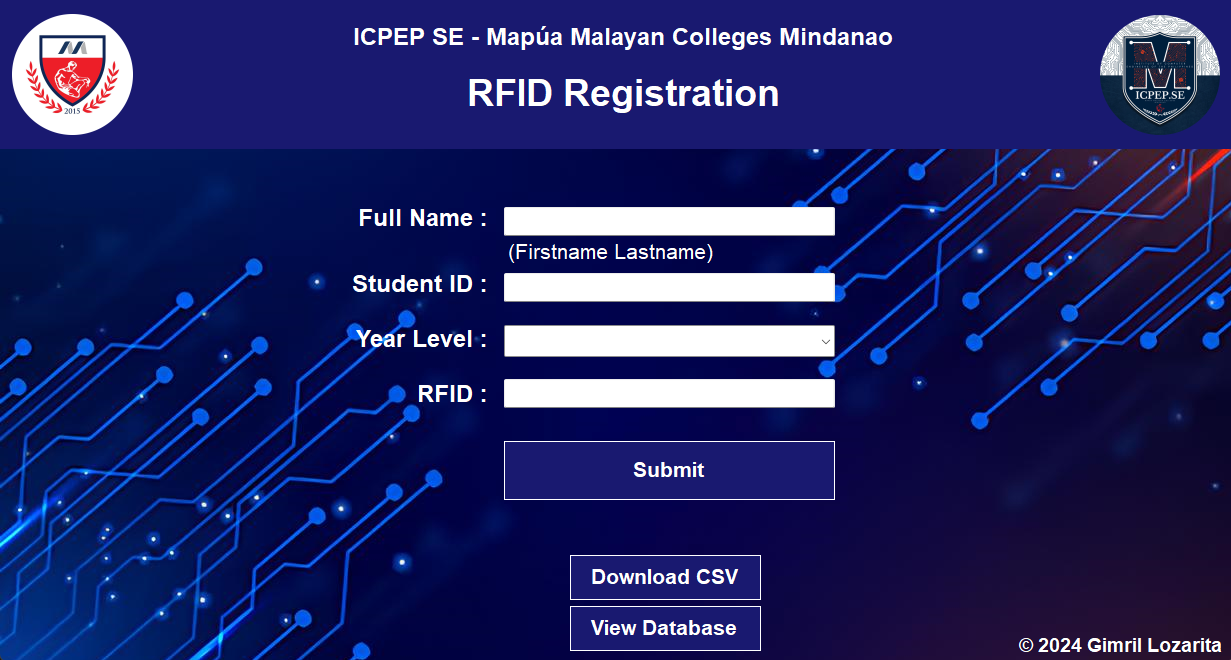 ICPEP SE - Mapúa Malayan Colleges Mindanao
RFID Registration
2015
ICPEP.SE
Full Name :
(Firstname Lastname)
Student ID :
Year Level :
RFID :
Submit
Download CSV
View Database
© 2024 Gimril Lozarita